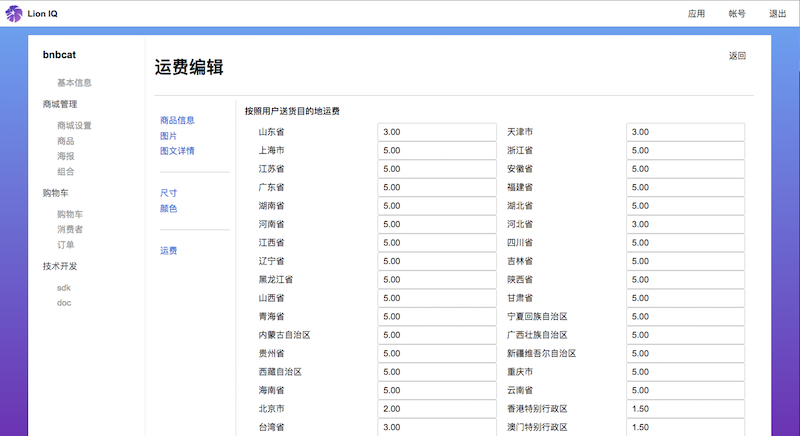 Lion IQ
应用 帐号 退出
bnbcat
基本信息
商城管理
商城设置
商品
海报
组合
购物车
购物车
消费者
订单
技术开发
sdk
doc
运费编辑
返回
商品信息
图片
图文详情
尺寸
颜色
运费
按照用户送货目的地运费
山东省 3.00 天津市 3.00
上海市 5.00 浙江省 5.00
江苏省 5.00 安徽省 5.00
广东省 5.00 福建省 5.00
湖南省 5.00 湖北省 5.00
河南省 5.00 河北省 3.00
江西省 5.00 四川省 5.00
辽宁省 5.00 吉林省 5.00
黑龙江省 5.00 陕西省 5.00
山西省 5.00 甘肃省 5.00
青海省 5.00 宁夏回族自治区 5.00
内蒙古自治区 5.00 广西壮族自治区 5.00
贵州省 5.00 新疆维吾尔自治区 5.00
西藏自治区 5.00 重庆市 5.00
海南省 5.00 云南省 5.00
北京市 2.00 香港特别行政区 1.50
台湾省 3.00 澳门特别行政区 1.50